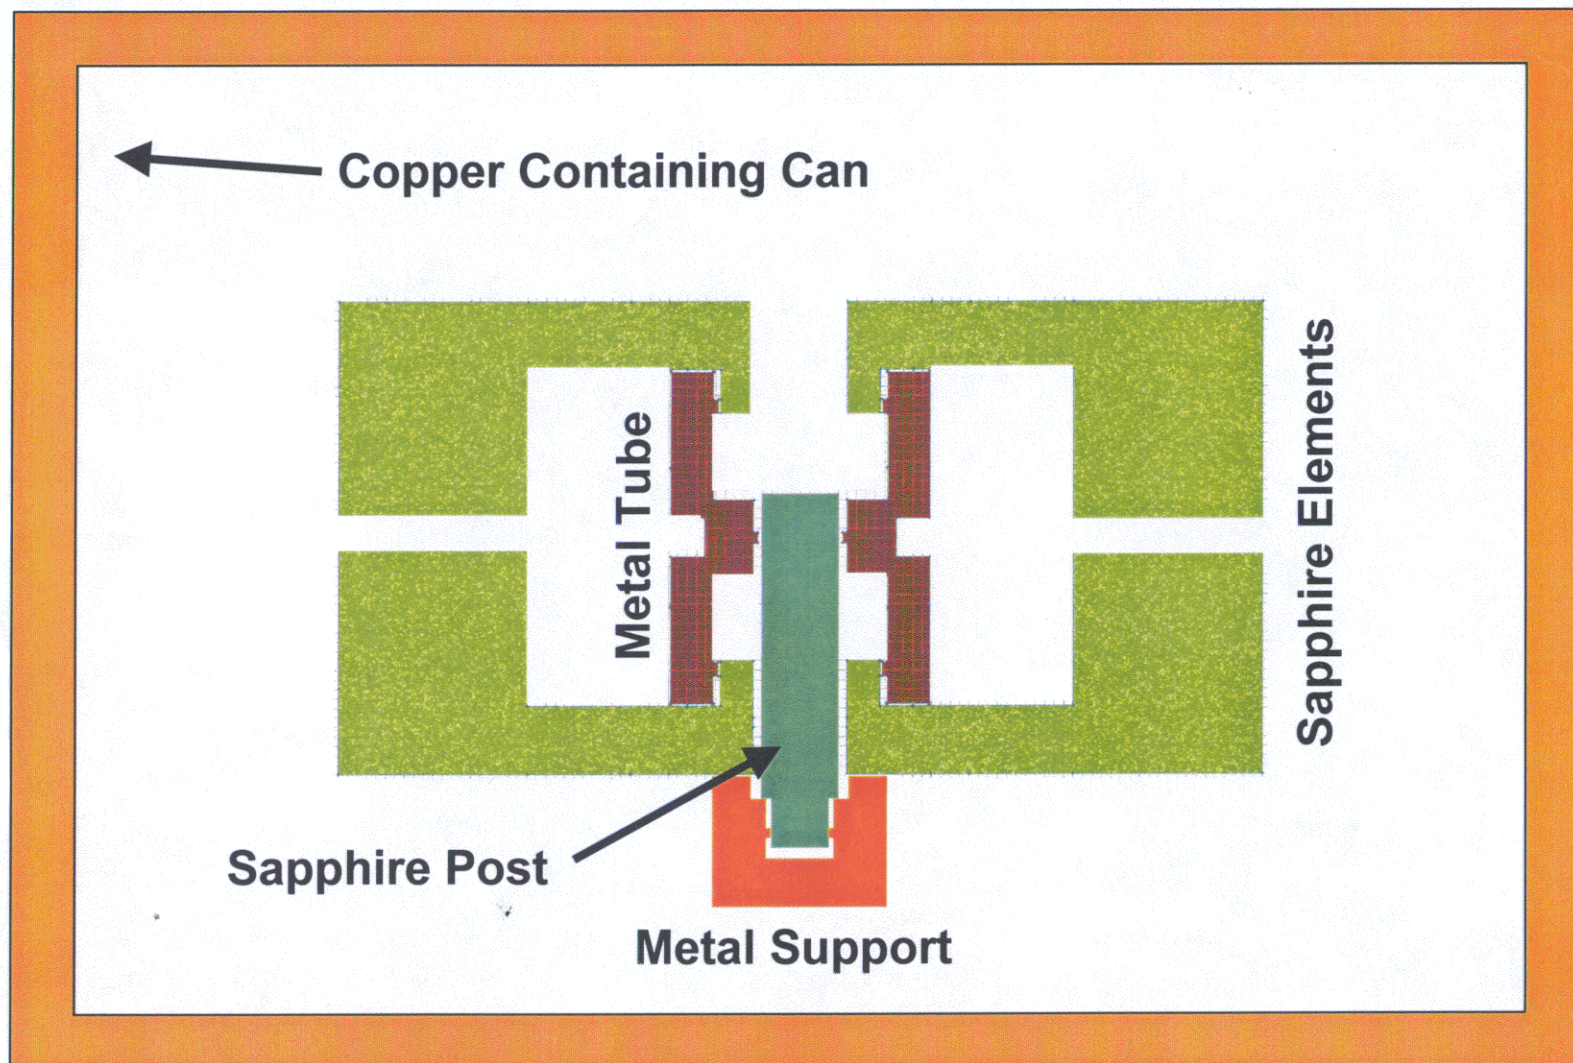 Copper Containing Can
Metal Tube
Sapphire Elements
Sapphire Post
Metal Support